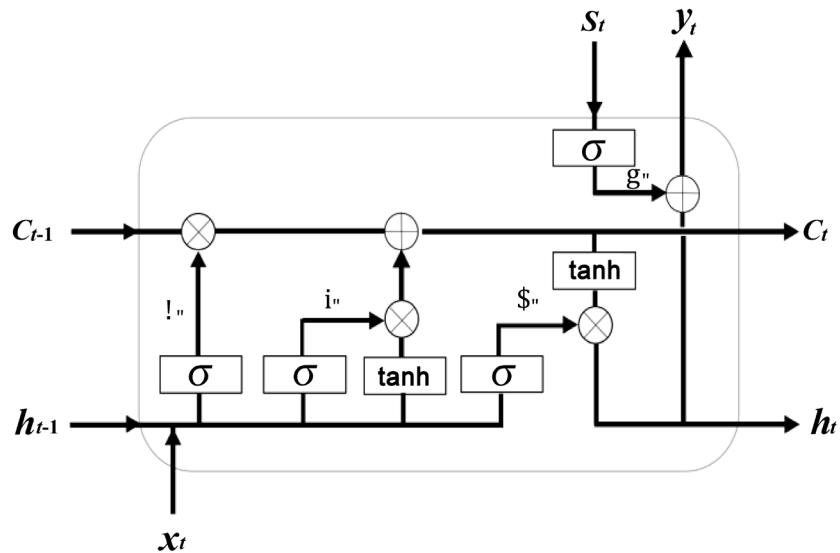 St yt
σ
g"
Ct-1 Ct
tanh
!" i" $"
σ σ tanh σ
ht-1 ht
xt